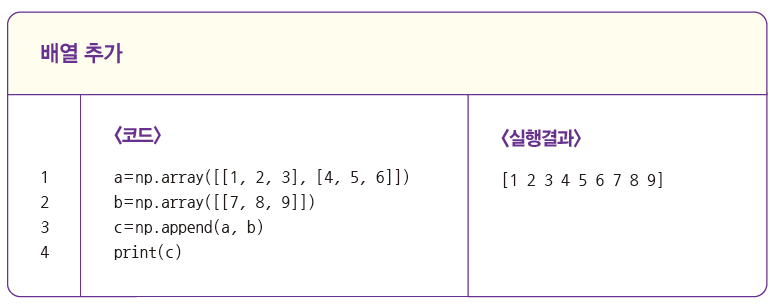 배열 추가
<코드>
1 a=np.array([[1, 2, 3], [4, 5, 6]])
2 b=np.array([[7, 8, 9]])
3 c=np.append(a, b)
4 print(c)
<실행결과>
[1 2 3 4 5 6 7 8 9]